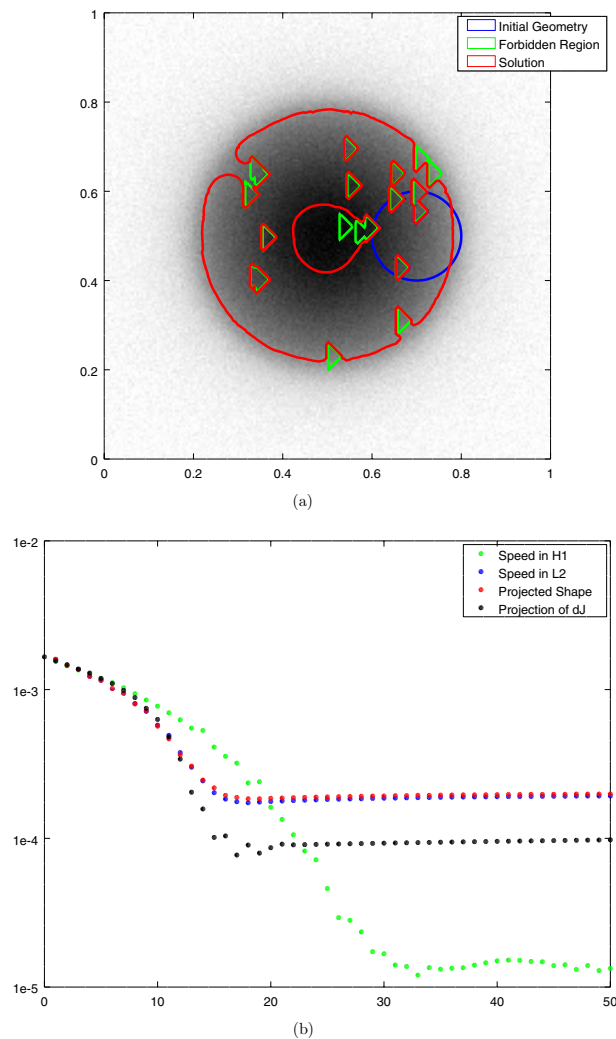 1
Initial Geometry
Forbidden Region
Solution
0.8
0.6
0.4
0.2
0
0 0.2 0.4 0.6 0.8 1
(a)
1e-2
Speed in H1
Speed in L2
Projected Shape
Projection of dJ
1e-3
1e-4
1e-5
0 10 20 30 40 50
(b)